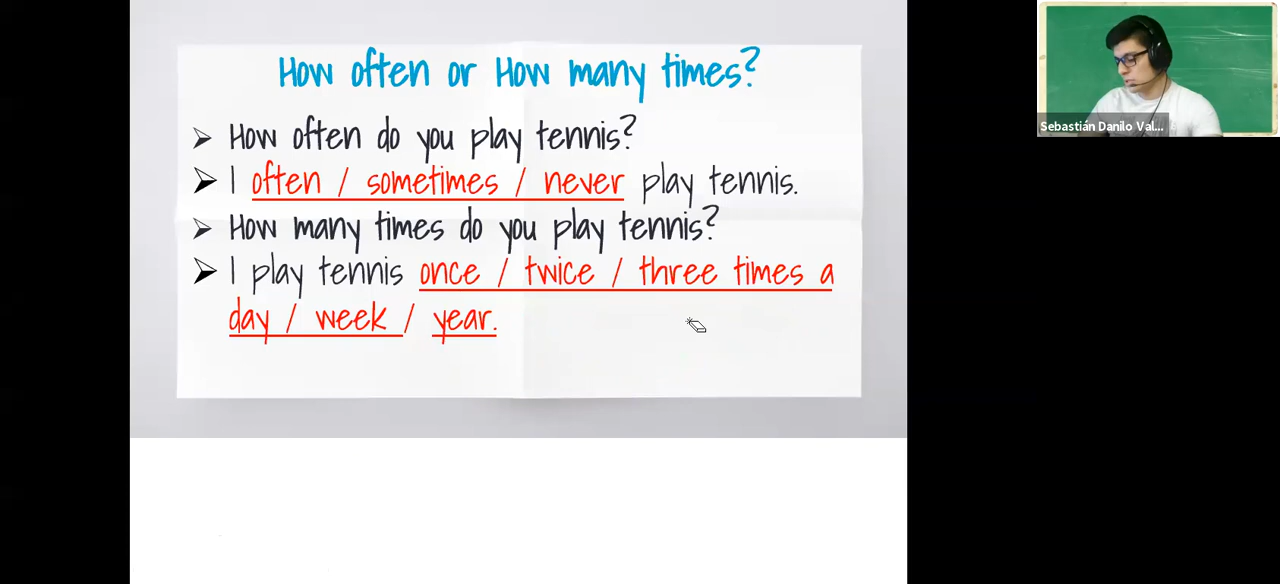 How often or How many times?
How often do you play tennis?
I often / sometimes / never play tennis.
How many times do you play tennis?
I play tennis once / twice / three times a
day / week / year.
Sebastián Danilo Val...